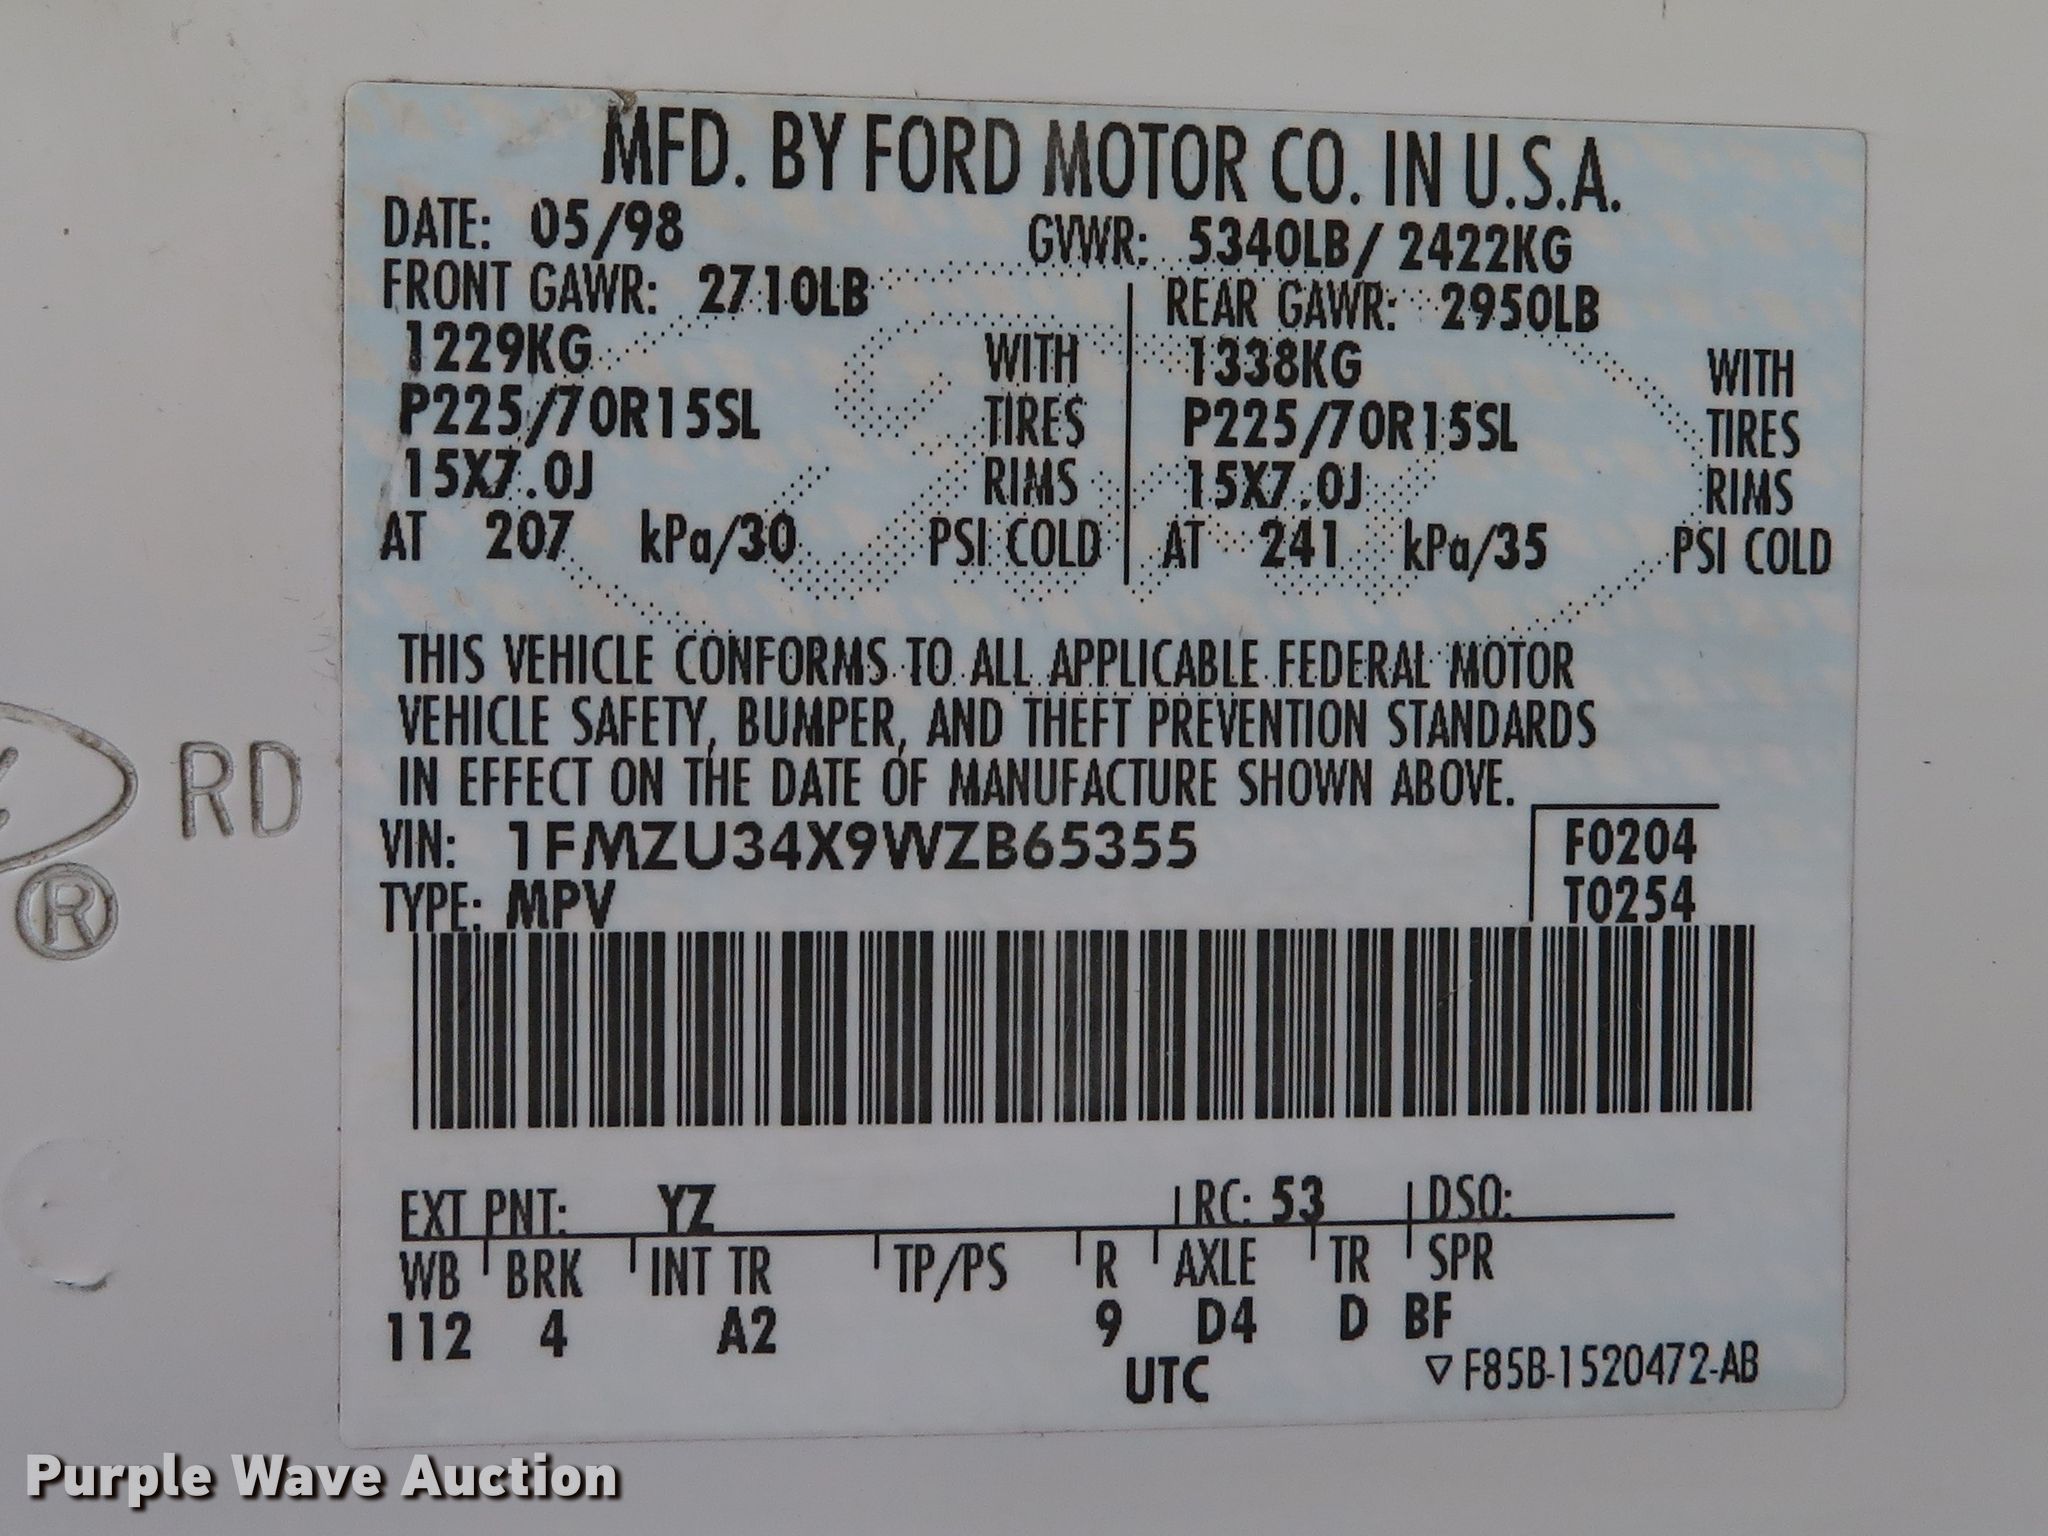 MFD. BY FORD MOTOR CO. IN U.S.A.
DATE: 05/98 GVWR: 5340LB/ 2422KG
FRONT GAWR: 2710LB REAR GAWR: 2950LB
1229KG WITH 1338KG WITH
P225/70R15SL TIRES P225/70R15SL TIRES
15X7.0J RIMS 15X7.0J RIMS
AT 207 kPa/30 PSI COLD AT 241 kPa/35 PSI COLD
THIS VEHICLE CONFORMS TO ALL APPLICABLE FEDERAL MOTOR
VEHICLE SAFETY, BUMPER, AND THEFT PREVENTION STANDARDS
IN EFFECT ON THE DATE OF MANUFACTURE SHOWN ABOVE.
RD
®
VIN: 1FMZU34X9WZB65355 F0204
TYPE: MPV T0254
EXT PNT: YZ RC: 53 DSO:
WB BRK INT TR TP/PS R AXLE TR SPR
112 4 A2 9 D4 D BF
UTC ▽ F85B-1520472-AB
Purple Wave Auction